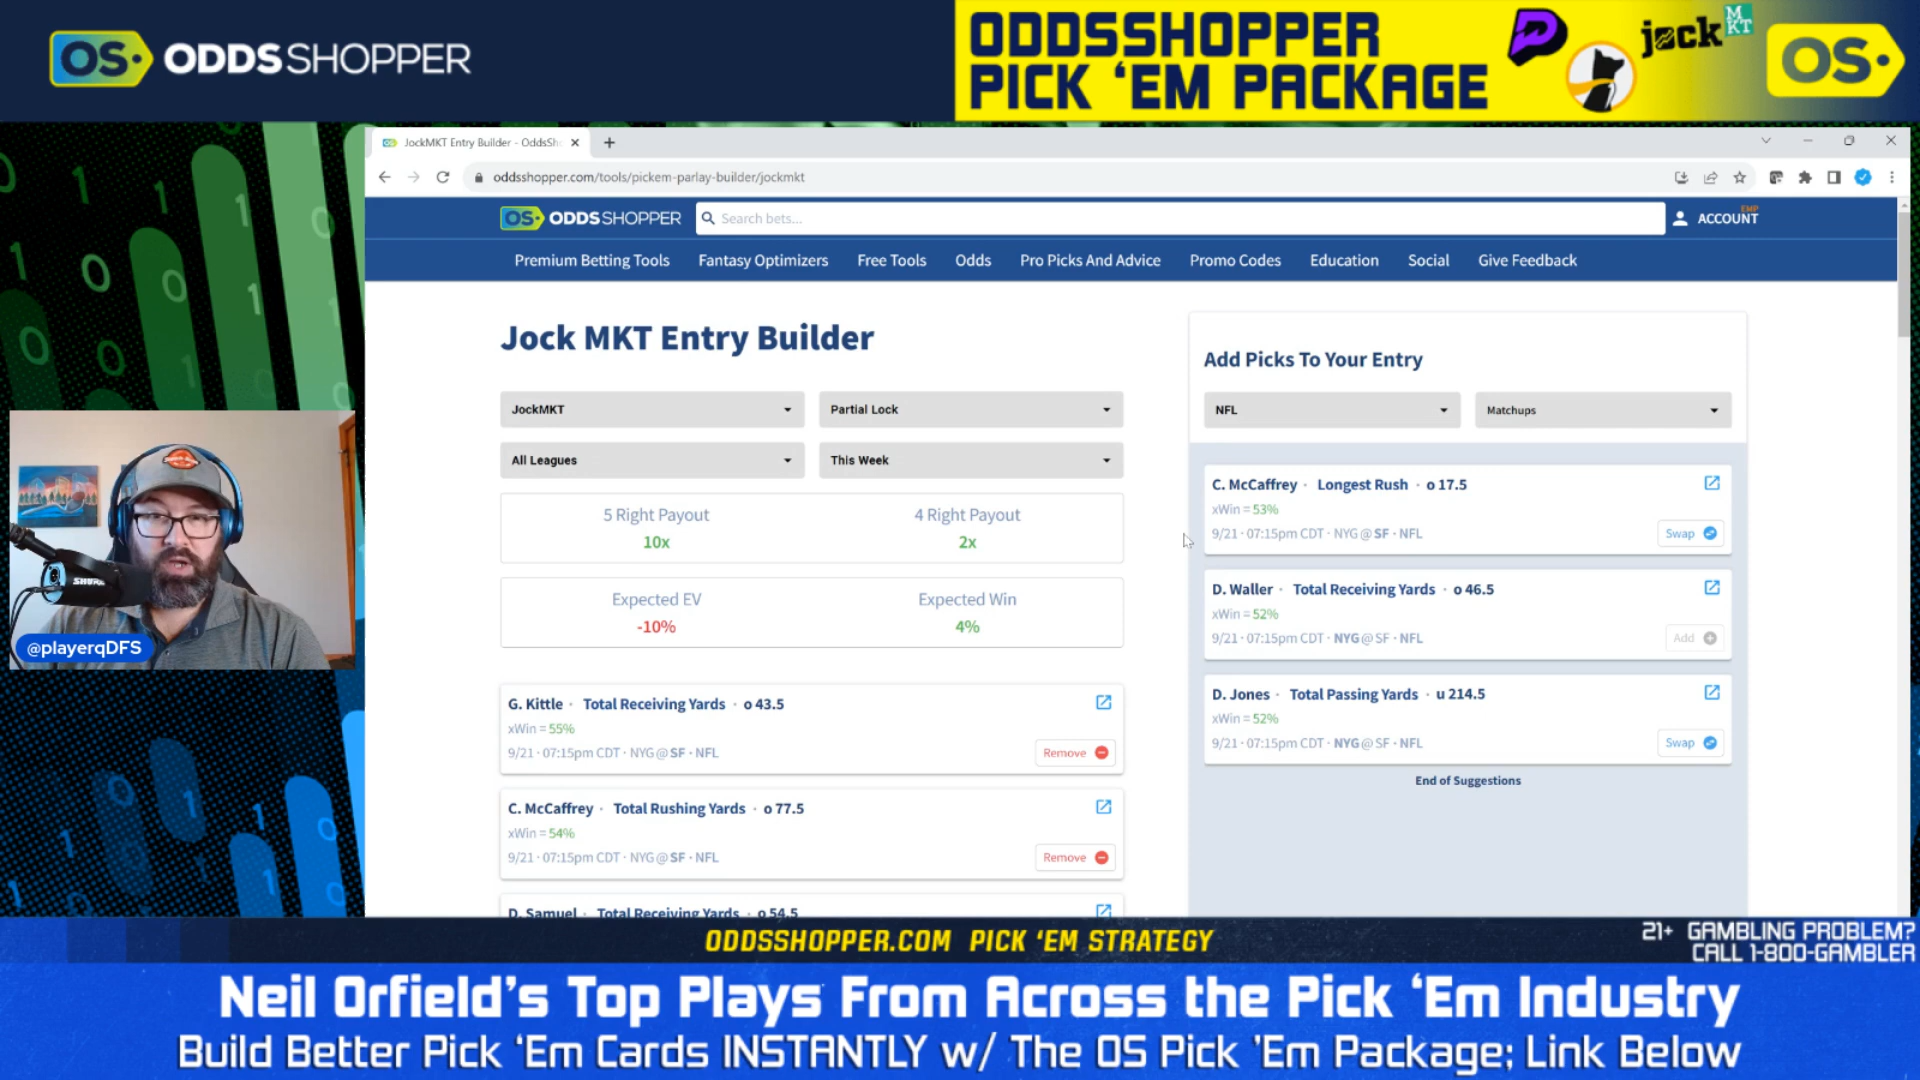 OS ODDSSHOPPER
ODDSSHOPPER
PICK 'EM PACKAGE
jock MKT
OS
JockMKT Entry Builder - OddsSh
oddsshopper.com/tools/pickem-parlay-builder/jockmkt
OS ODDSSHOPPER
Search bets...
EMP
ACCOUNT
Premium Betting Tools Fantasy Optimizers Free Tools Odds Pro Picks And Advice Promo Codes Education Social Give Feedback
Jock MKT Entry Builder
JockMKT Partial Lock
All Leagues This Week
5 Right Payout 4 Right Payout
10x 2x
Expected EV Expected Win
-10% 4%
G. Kittle · Total Receiving Yards · o 43.5
xWin = 55%
9/21 · 07:15pm CDT · NYG @ SF · NFL
Remove
C. McCaffrey · Total Rushing Yards · o 77.5
xWin = 54%
9/21 · 07:15pm CDT · NYG @ SF · NFL
Remove
D. Samuel · Total Receiving Yards · o 54.5
Add Picks To Your Entry
NFL Matchups
C. McCaffrey · Longest Rush · o 17.5
xWin = 53%
9/21 · 07:15pm CDT · NYG @ SF · NFL
Swap
D. Waller · Total Receiving Yards · o 46.5
xWin = 52%
9/21 · 07:15pm CDT · NYG @ SF · NFL
Add
D. Jones · Total Passing Yards · u 214.5
xWin = 52%
9/21 · 07:15pm CDT · NYG @ SF · NFL
Swap
End of Suggestions
SHURE
@playerqDFS
ODDSSHOPPER.COM PICK 'EM STRATEGY
21+ GAMBLING PROBLEM?
CALL 1-800-GAMBLER
Neil Orfield's Top Plays From Across the Pick 'Em Industry
Build Better Pick 'Em Cards INSTANTLY w/ The OS Pick 'Em Package; Link Below